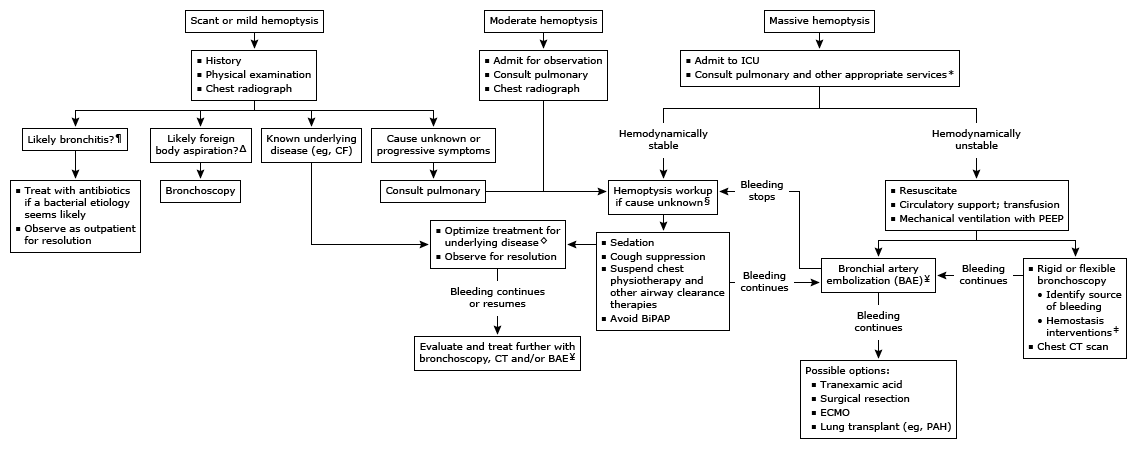 Scant or mild hemoptysis
Moderate hemoptysis
Massive hemoptysis
▪ History
▪ Physical examination
▪ Chest radiograph
▪ Admit for observation
▪ Consult pulmonary
▪ Chest radiograph
▪ Admit to ICU
▪ Consult pulmonary and other appropriate services*
Likely bronchitis?¶
Likely foreign
body aspiration?Δ
Known underlying
disease (eg, CF)
Cause unknown or
progressive symptoms
Hemodynamically
stable
Hemodynamically
unstable
▪ Treat with antibiotics
if a bacterial etiology
seems likely
▪ Observe as outpatient
for resolution
Bronchoscopy
Consult pulmonary
Hemoptysis workup
if cause unknown§
Bleeding
stops
▪ Resuscitate
▪ Circulatory support; transfusion
▪ Mechanical ventilation with PEEP
▪ Optimize treatment for
underlying disease◇
▪ Observe for resolution
▪ Sedation
▪ Cough suppression
▪ Suspend chest
physiotherapy and
other airway clearance
therapies
▪ Avoid BiPAP
Bleeding
continues
Bronchial artery
embolization (BAE)¥
Bleeding
continues
▪ Rigid or flexible
bronchoscopy
• Identify source
of bleeding
• Hemostasis
interventions‡
▪ Chest CT scan
Bleeding continues
or resumes
Bleeding
continues
Evaluate and treat further with
bronchoscopy, CT and/or BAE¥
Possible options:
▪ Tranexamic acid
▪ Surgical resection
▪ ECMO
▪ Lung transplant (eg, PAH)